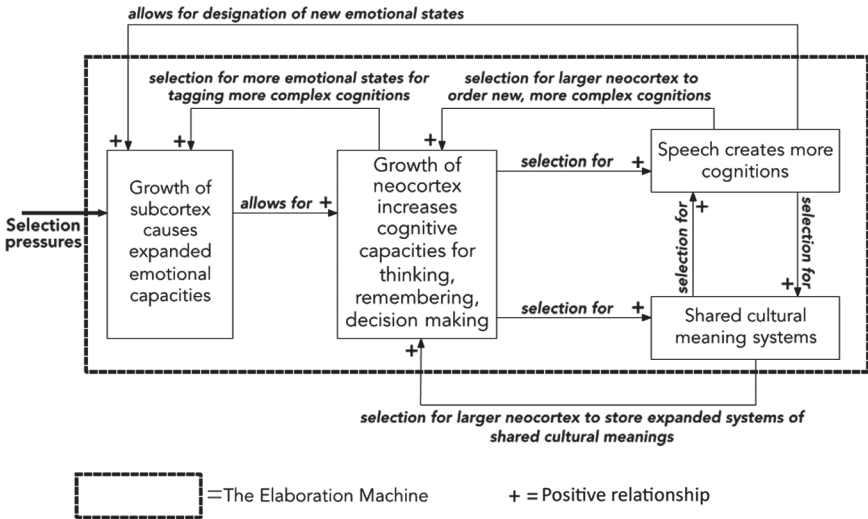 allows for designation of new emotional states
selection for more emotional states for
tagging more complex cognitions
selection for larger neocortex to
order new, more complex cognitions
+
+
+
Growth of
subcortex
causes
expanded
emotional
capacities
Selection
pressures
allows for +
Growth of
neocortex
increases
cognitive
capacities for
thinking,
remembering,
decision making
selection for +
Speech creates more
cognitions
selection for
+
selection for
+
selection for +
Shared cultural
meaning systems
+
selection for larger neocortex to store expanded systems of
shared cultural meanings
=The Elaboration Machine
+ = Positive relationship